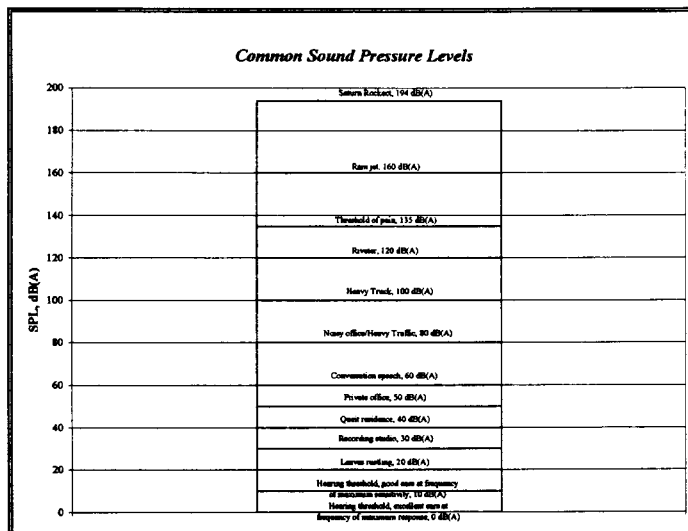 Common Sound Pressure Levels
SPL, dB(A)
200
180
160
140
120
100
80
60
40
20
0
Saturn Rockect, 194 dB(A)
Ram jet, 160 dB(A)
Threshold of pain, 135 dB(A)
Riveter, 120 dB(A)
Heavy Truck, 100 dB(A)
Noisy office/Heavy Traffic, 80 dB(A)
Conversation speech, 60 dB(A)
Private office, 50 dB(A)
Quiet residence, 40 dB(A)
Recording studio, 30 dB(A)
Leaves rustling, 20 dB(A)
Hearing threshold, good ears at frequency
of maximum sensitivity, 10 dB(A)
Hearing threshold, excellent ears at
frequency of maximum response, 0 dB(A)